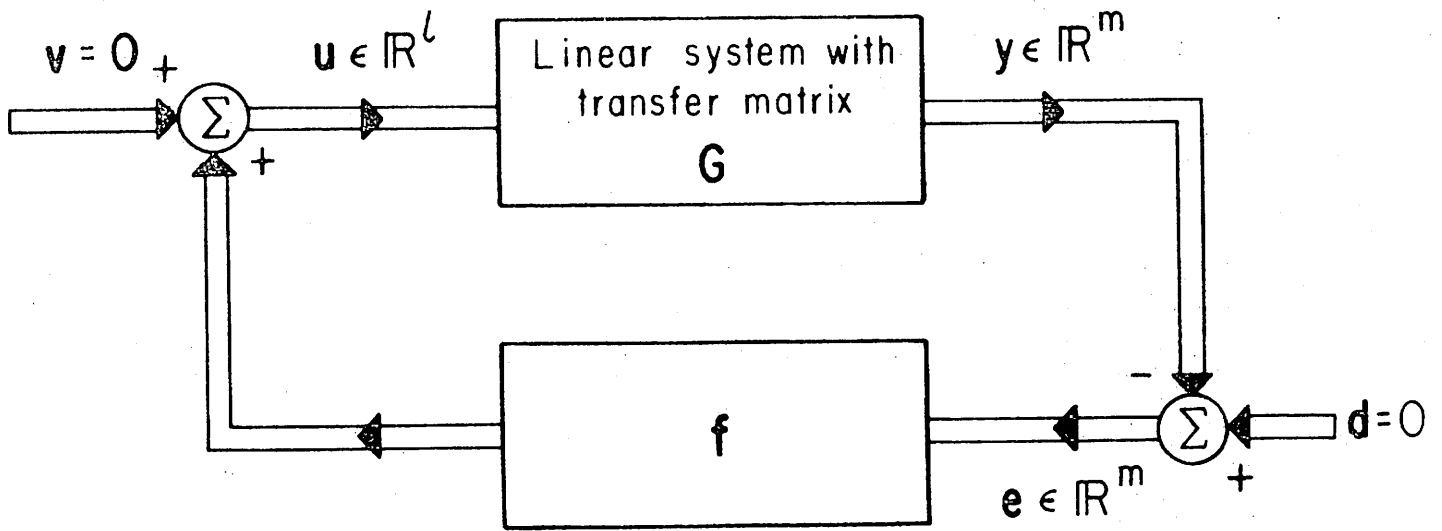 v = 0
+
Σ
+
u ∈ ℝ^l
Linear system with
transfer matrix
G
y ∈ ℝ^m
f
-
Σ
+
d = 0
e ∈ ℝ^m